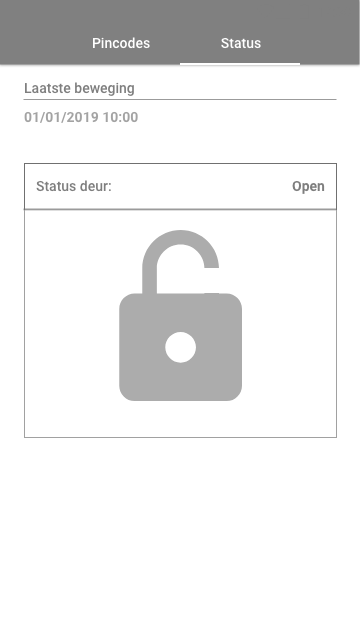 Pincodes Status
Laatste beweging
01/01/2019 10:00
Status deur: Open